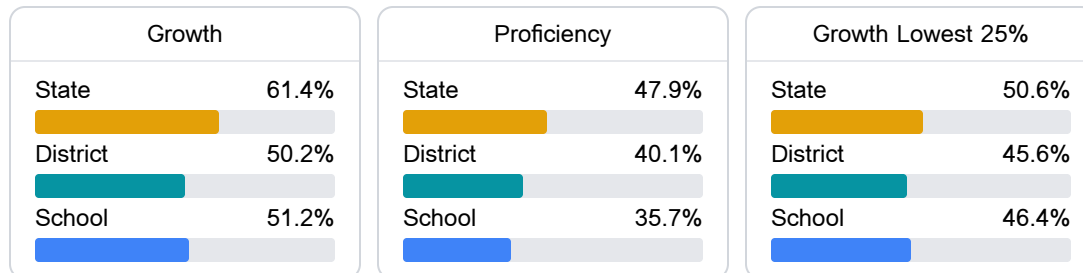 Growth
State 61.4%
District 50.2%
School 51.2%
Proficiency
State 47.9%
District 40.1%
School 35.7%
Growth Lowest 25%
State 50.6%
District 45.6%
School 46.4%